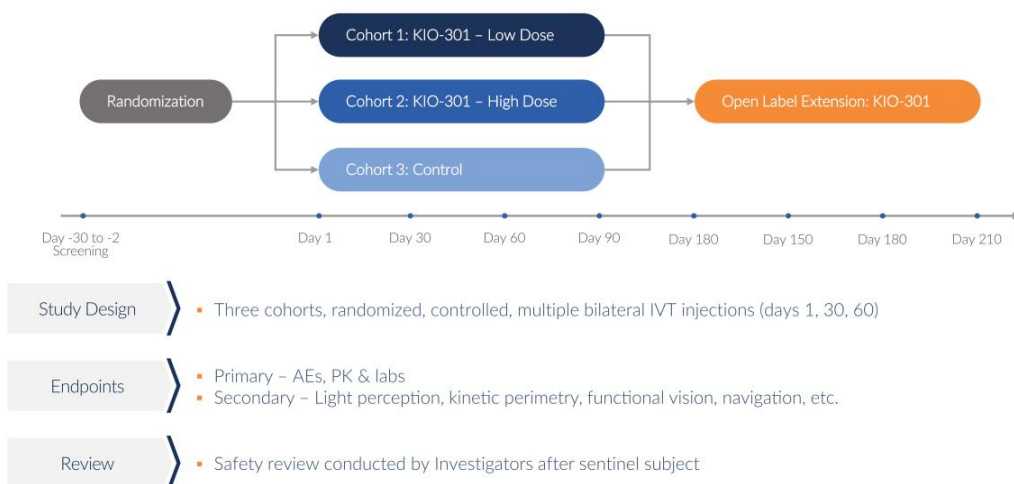 Cohort 1: KIO-301 – Low Dose
Randomization
Cohort 2: KIO-301 – High Dose
Open Label Extension: KIO-301
Cohort 3: Control
Day -30 to -2
Screening
Day 1
Day 30
Day 60
Day 90
Day 180
Day 150
Day 180
Day 210
Study Design
▪ Three cohorts, randomized, controlled, multiple bilateral IVT injections (days 1, 30, 60)
Endpoints
▪ Primary – AEs, PK & labs
▪ Secondary – Light perception, kinetic perimetry, functional vision, navigation, etc.
Review
▪ Safety review conducted by Investigators after sentinel subject